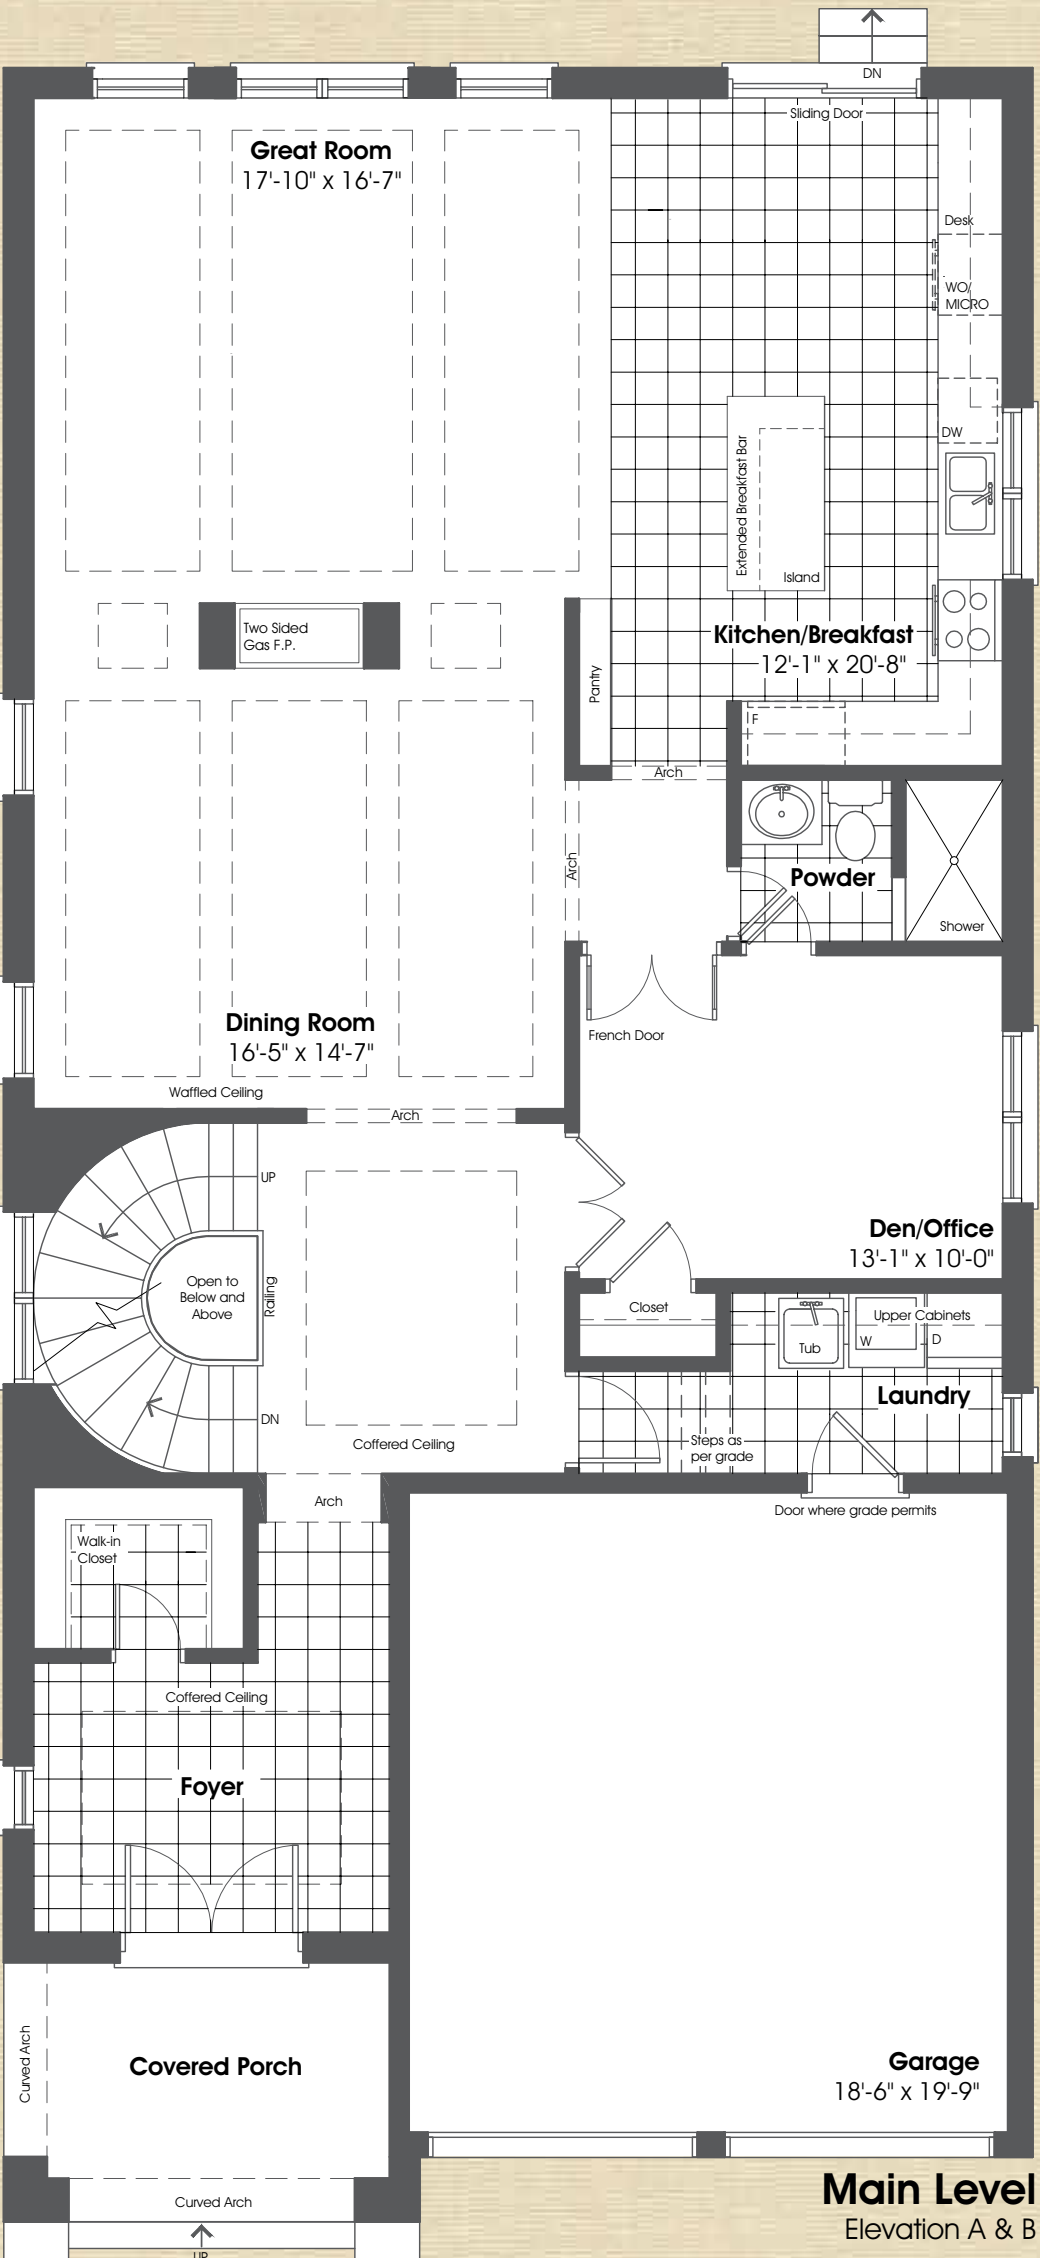 DN
Sliding Door
Great Room
17'-10" x 16'-7"
Desk
WO/
MICRO
DW
Extended Breakfast Bar
Island
Two Sided
Gas F.P.
Kitchen/Breakfast
12'-1" x 20'-8"
Pantry
F
Arch
Arch
Powder
Shower
Dining Room
16'-5" x 14'-7"
French Door
Waffled Ceiling
Arch
UP
Den/Office
13'-1" x 10'-0"
Open to
Below and
Above
Railing
Closet
Upper Cabinets
Tub
W
D
Laundry
DN
Coffered Ceiling
Steps as
per grade
Arch
Door where grade permits
Walk-in
Closet
Coffered Ceiling
Foyer
Curved Arch
Covered Porch
Garage
18'-6" x 19'-9"
Curved Arch
UP
Main Level
Elevation A & B